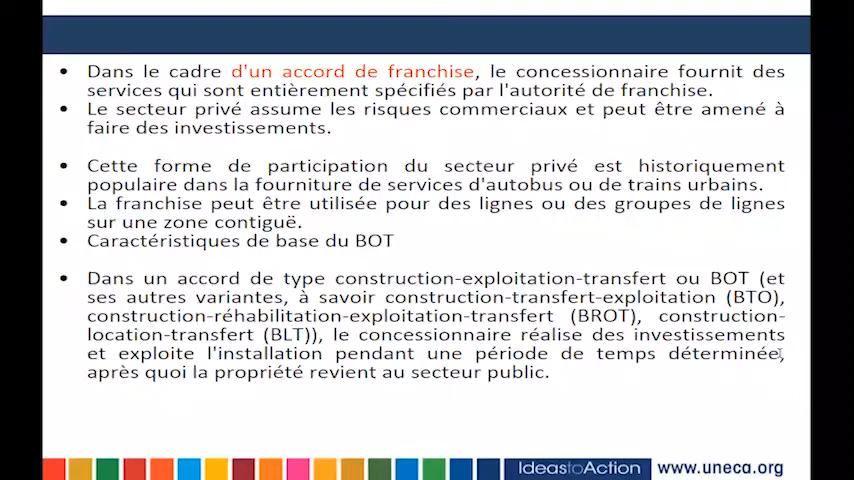 • Dans le cadre d'un accord de franchise, le concessionnaire fournit des
services qui sont entièrement spécifiés par l'autorité de franchise.
• Le secteur privé assume les risques commerciaux et peut être amené à
faire des investissements.
• Cette forme de participation du secteur privé est historiquement
populaire dans la fourniture de services d'autobus ou de trains urbains.
• La franchise peut être utilisée pour des lignes ou des groupes de lignes
sur une zone contiguë.
• Caractéristiques de base du BOT
• Dans un accord de type construction-exploitation-transfert ou BOT (et
ses autres variantes, à savoir construction-transfert-exploitation (BTO),
construction-réhabilitation-exploitation-transfert (BROT), construction-
location-transfert (BLT)), le concessionnaire réalise des investissements
et exploite l'installation pendant une période de temps déterminée,
après quoi la propriété revient au secteur public.
IdeastoAction www.uneca.org